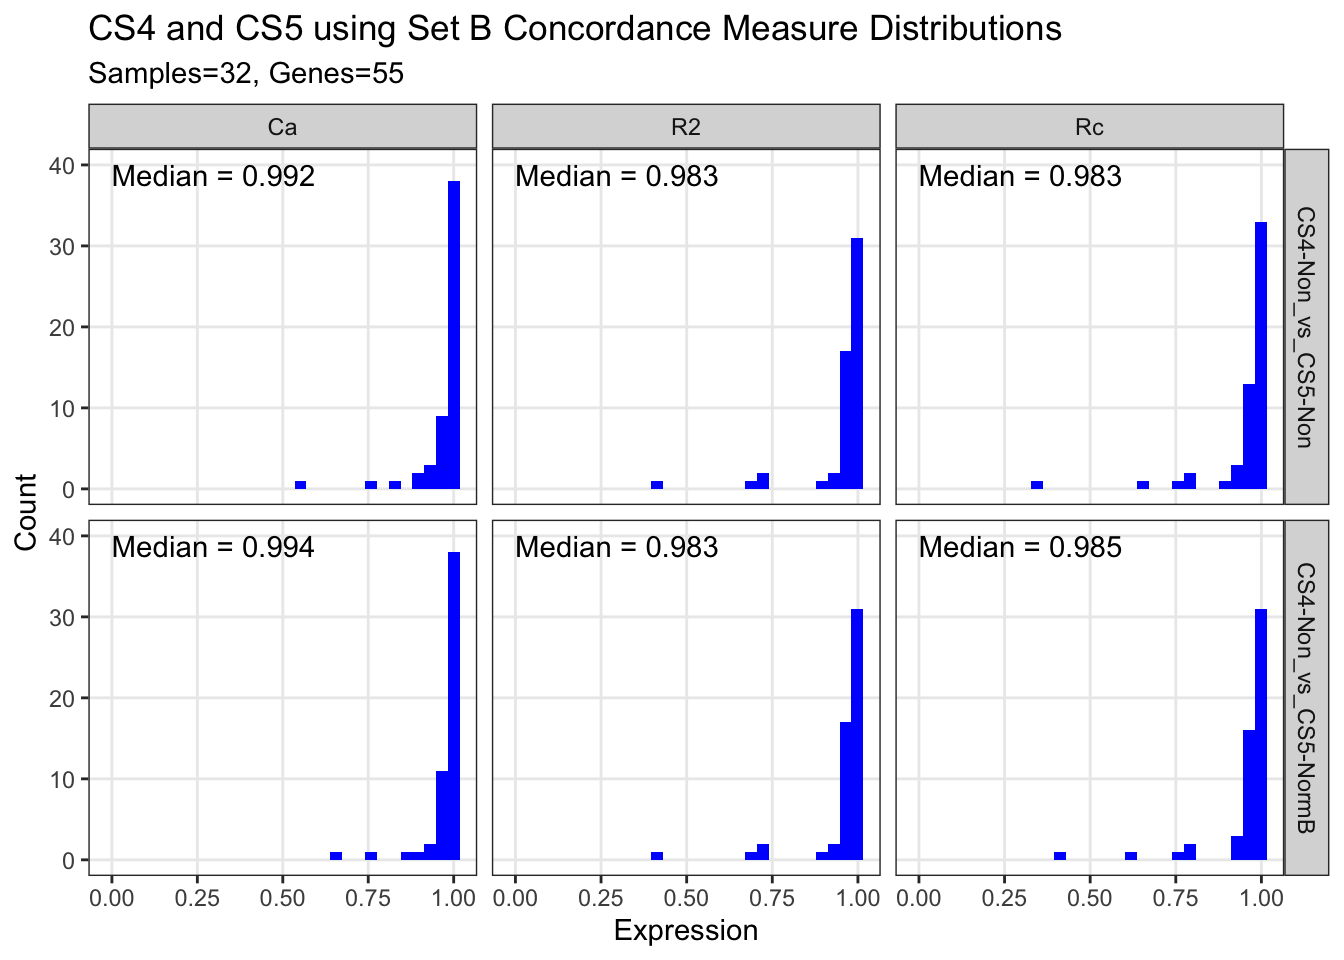 CS4 and CS5 using Set B Concordance Measure Distributions
Samples=32, Genes=55
Ca
R2
Rc
40
30
20
10
0
Median = 0.992
Median = 0.983
Median = 0.983
CS4-Non_vs_CS5-Non
Count
40
30
20
10
0
Median = 0.994
Median = 0.983
Median = 0.985
CS4-Non_vs_CS5-NormB
0.00 0.25 0.50 0.75 1.00
0.00 0.25 0.50 0.75 1.00
0.00 0.25 0.50 0.75 1.00
Expression